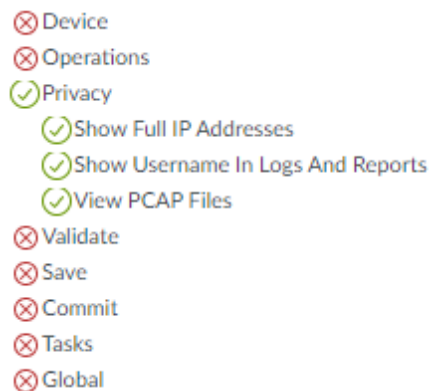 Device
Operations
Privacy
Show Full IP Addresses
Show Username In Logs And Reports
View PCAP Files
Validate
Save
Commit
Tasks
Global